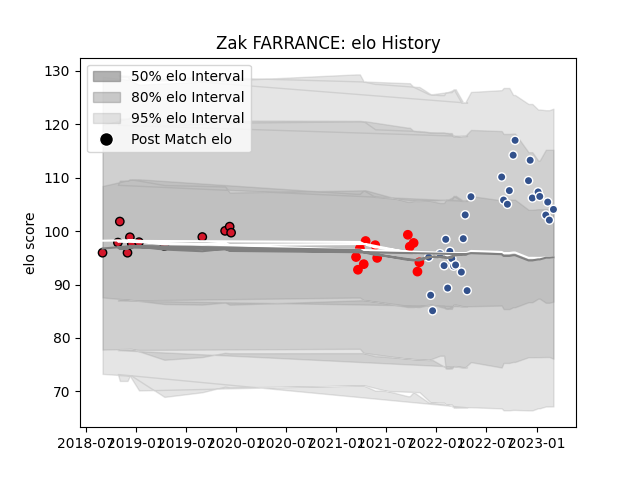 Zak FARRANCE: elo History
50% elo Interval
80% elo Interval
95% elo Interval
Post Match elo
elo score
130
120
110
100
90
80
70
2018-07 2019-01 2019-07 2020-01 2020-07 2021-01 2021-07 2022-01 2022-07 2023-01